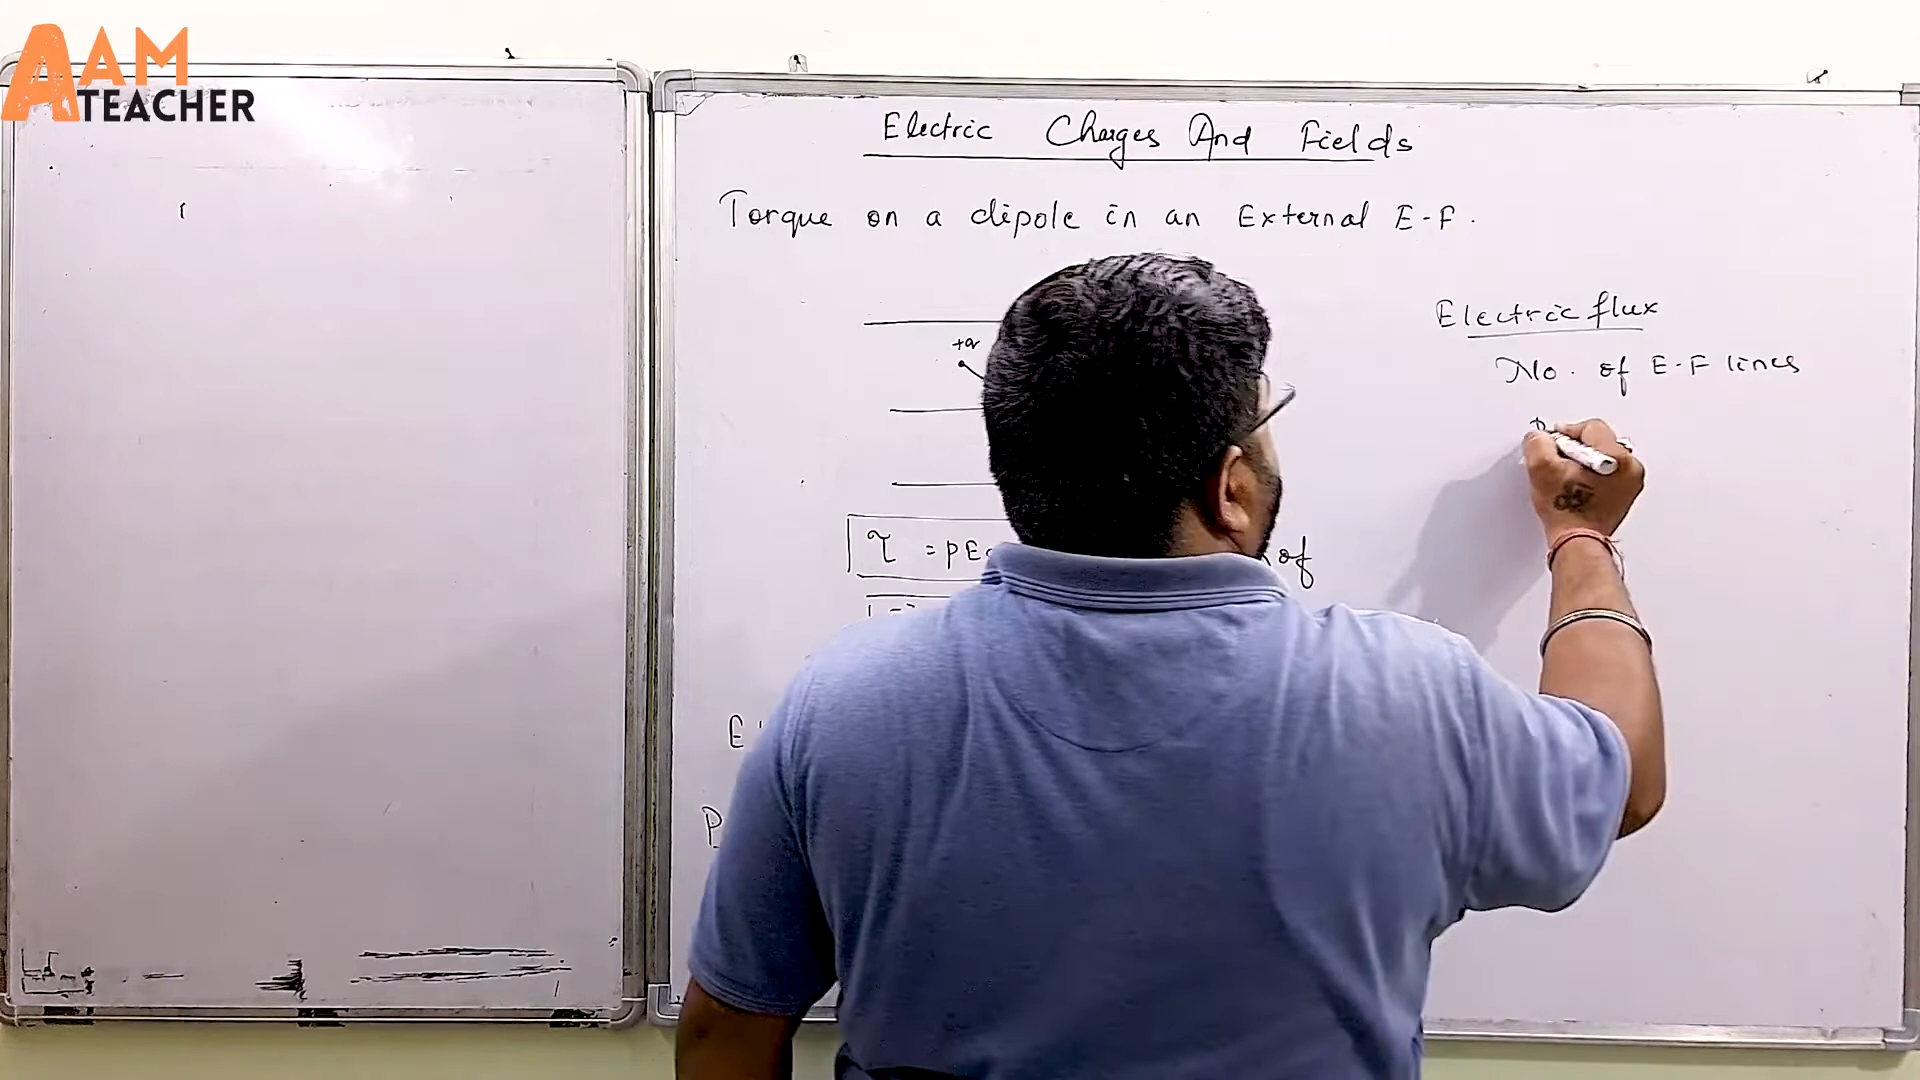 AAM
TEACHER
Electric Charges And Fields
Torque on a dipole in an External E-F.
+q
Electric flux
No. of E-F lines
τ = pE
of
E
P